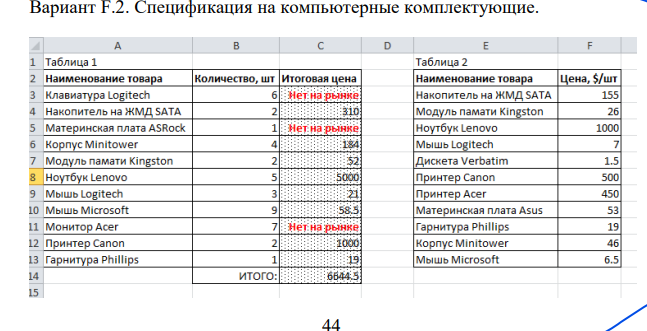 Вариант F.2. Спецификация на компьютерные комплектующие.
A B C D E F
1 Таблица 1 Таблица 2
2 Наименование товара Количество, шт Итоговая цена Наименование товара Цена, $/шт
3 Клавиатура Logitech 6 Нет на рынке Накопитель на ЖМД SATA 155
4 Накопитель на ЖМД SATA 2 310 Модуль памати Kingston 26
5 Материнская плата ASRock 1 Нет на рынке Ноутбук Lenovo 1000
6 Корпус Minitower 4 184 Мышь Logitech 7
7 Модуль памати Kingston 2 52 Дискета Verbatim 1.5
8 Ноутбук Lenovo 5 5000 Принтер Canon 500
9 Мышь Logitech 3 21 Принтер Acer 450
10 Мышь Microsoft 9 58.5 Материнская плата Asus 53
11 Монитор Acer 7 Нет на рынке Гарнитура Phillips 19
12 Принтер Canon 2 1000 Корпус Minitower 46
13 Гарнитура Phillips 1 19 Мышь Microsoft 6.5
14 ИТОГО: 6644.5
15
44